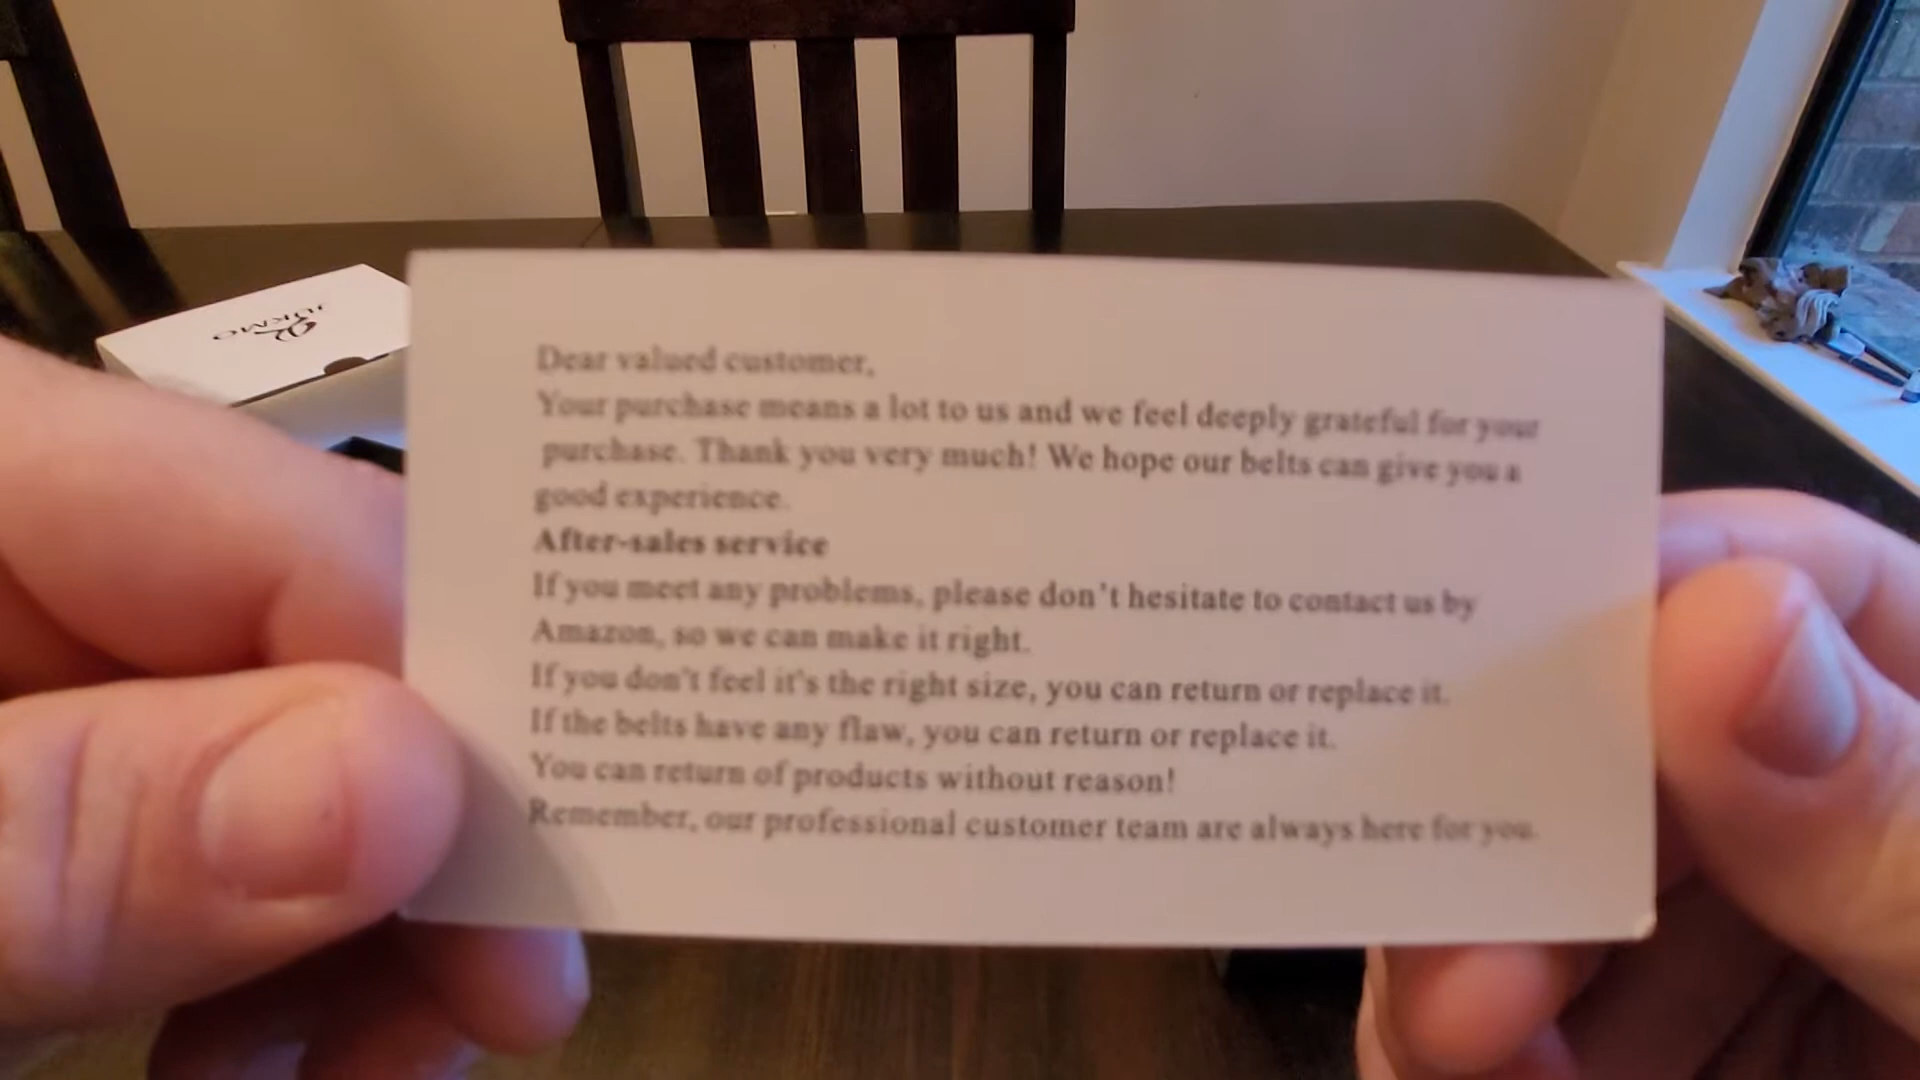 JUKMO
Dear valued customer,
Your purchase means a lot to us and we feel deeply grateful for your
purchase. Thank you very much! We hope our belts can give you a
good experience.
After-sales service
If you meet any problems, please don't hesitate to contact us by
Amazon, so we can make it right.
If you don't feel it's the right size, you can return or replace it.
If the belts have any flaw, you can return or replace it.
You can return of products without reason!
Remember, our professional customer team are always here for you.